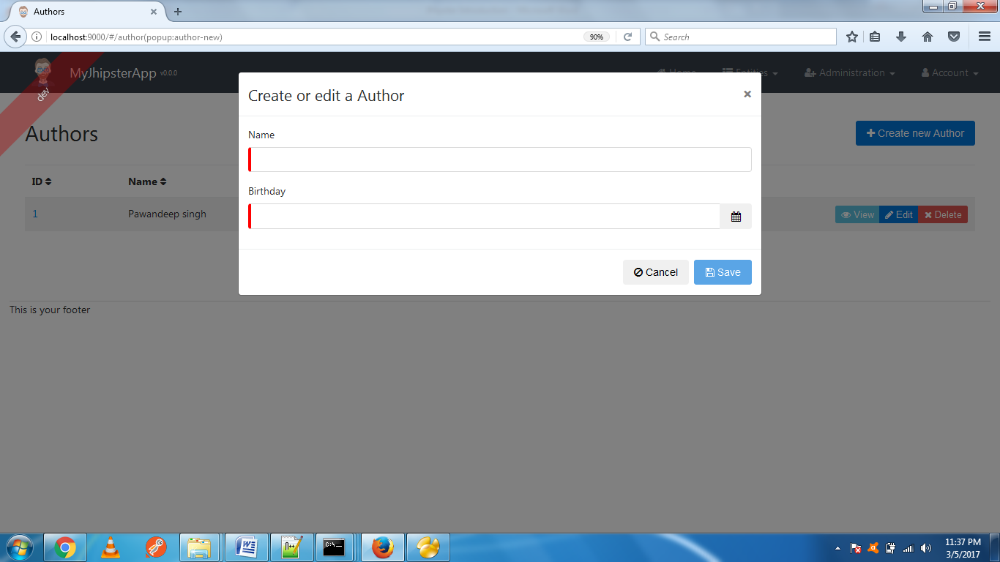 Authors
localhost:9000/#/author(popup:author-new)
90%
Search
MyJhipsterApp v0.0.0
Home
Entities
Administration
Account
dev
Create or edit a Author
Authors
Create new Author
Name
ID
Name
Birthday
1
Pawandeep singh
View
Edit
Delete
Cancel
Save
This is your footer
11:37 PM
3/5/2017